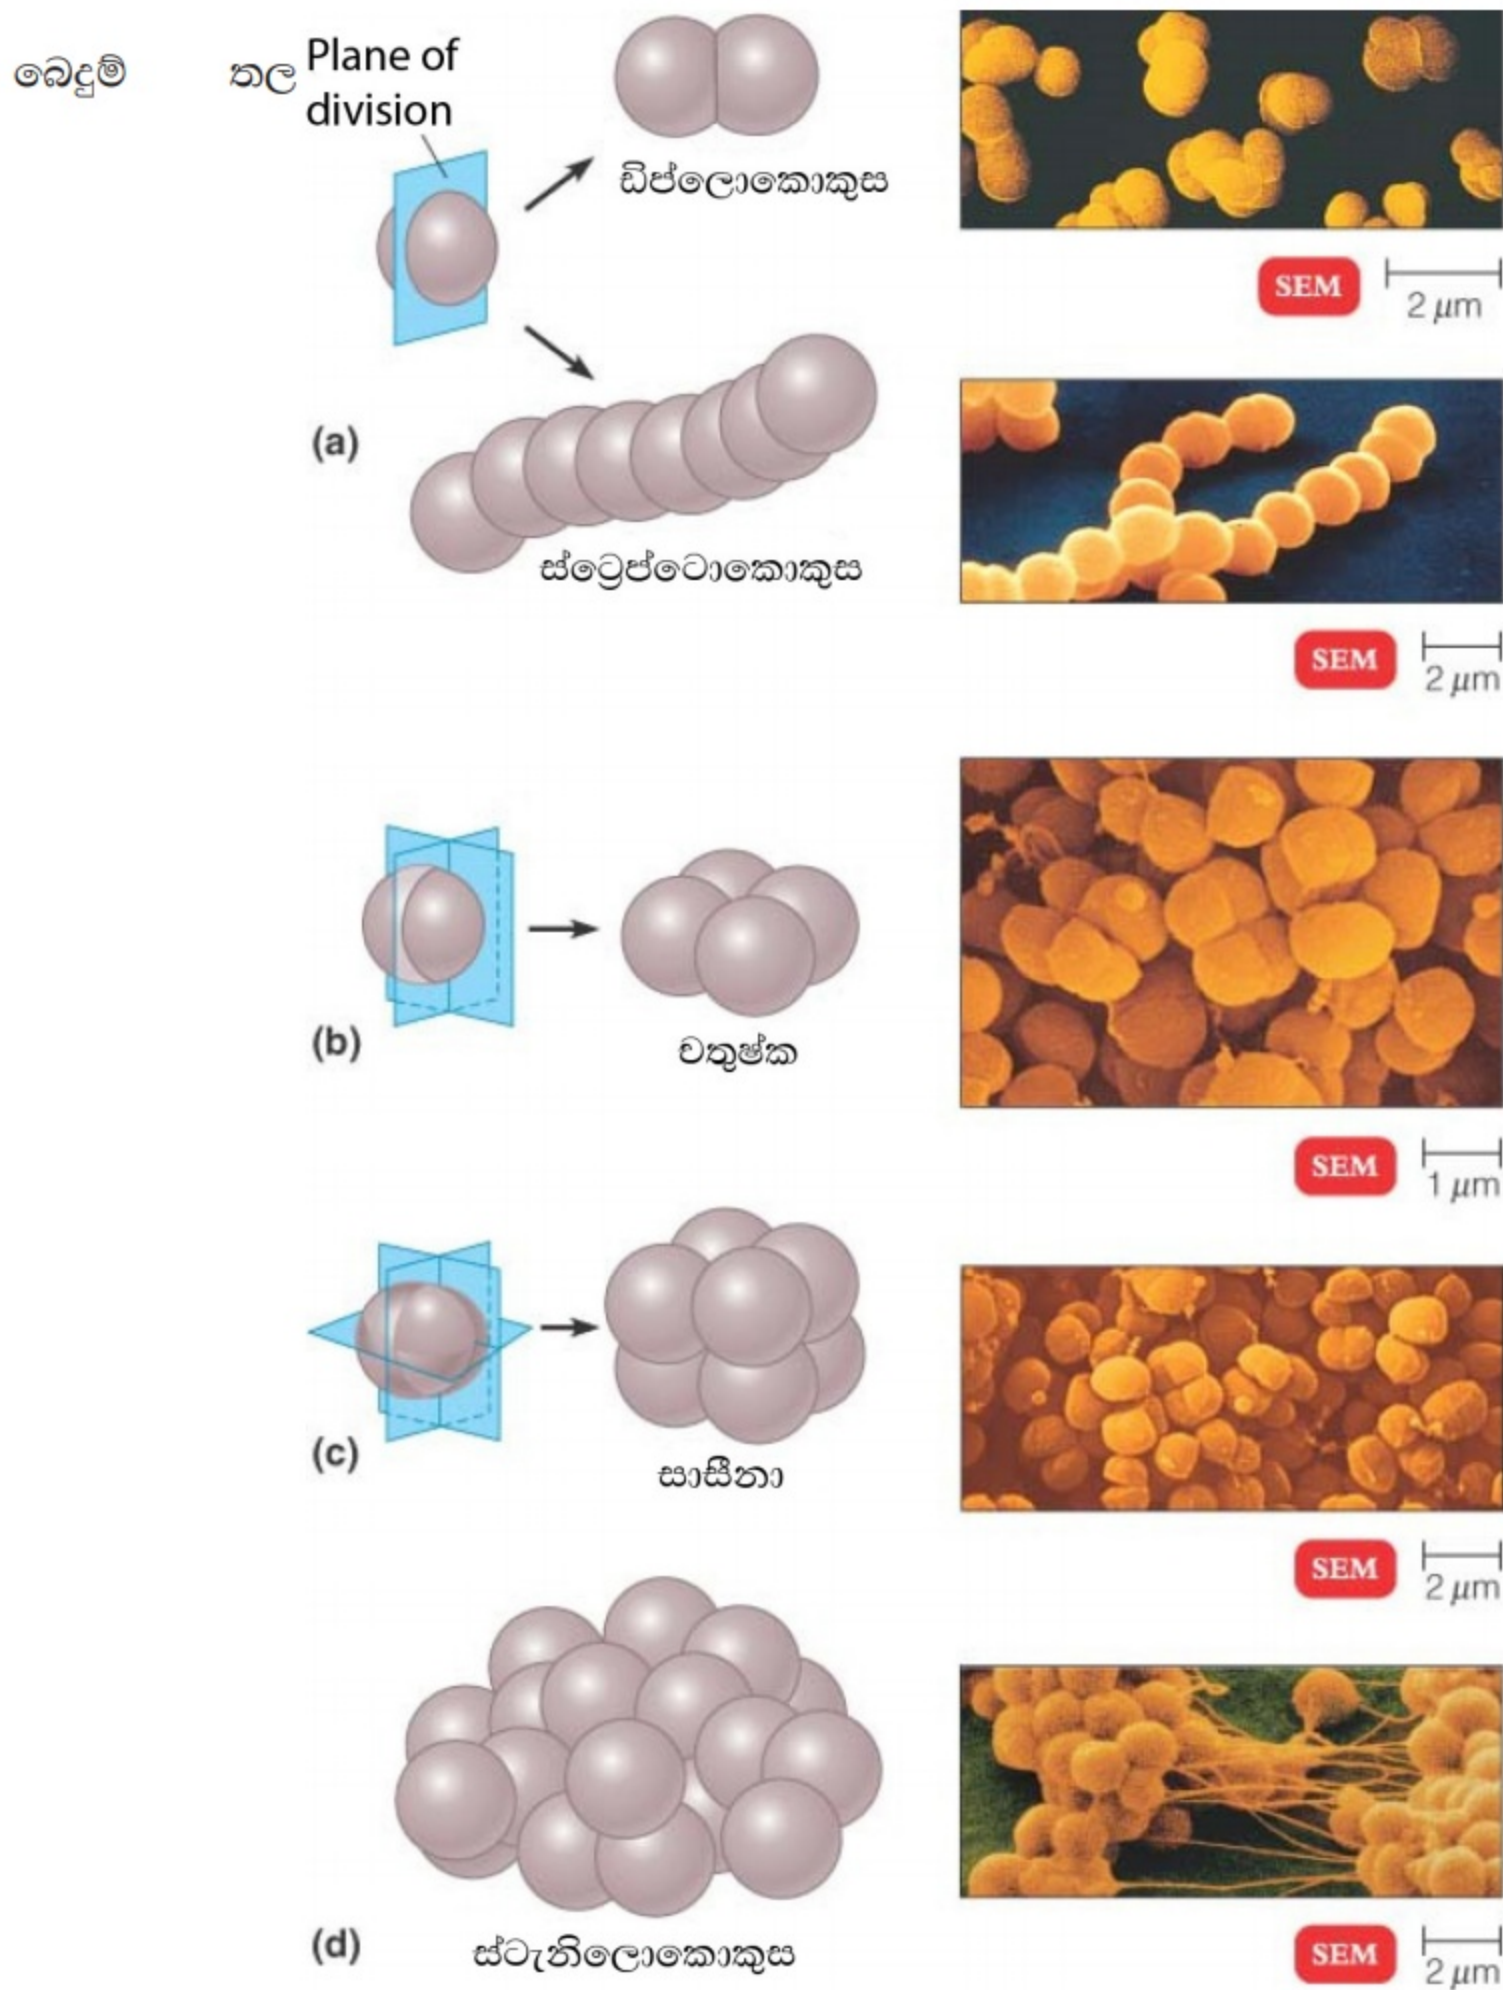 බෙදුම් තල Plane of
division
ඩිප්ලොකොකුස
SEM 2 μm
(a)
ස්ට්‍රෙප්ටොකොකුස
SEM 2 μm
(b)
චතුෂ්ක
SEM 1 μm
(c)
සාසීනා
SEM 2 μm
(d) ස්ටැනිලොකොකුස
SEM 2 μm